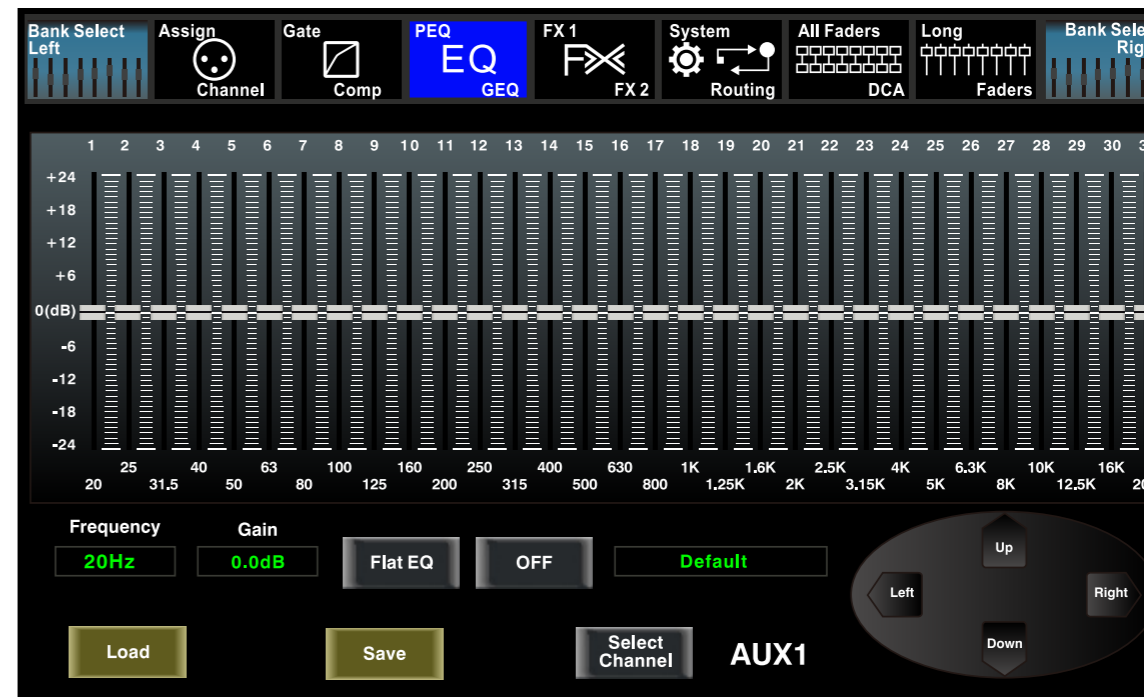 Bank Select
Left
Assign
Channel
Gate
Comp
PEQ
EQ
GEQ
FX 1
FX 2
System
Routing
All Faders
DCA
Long
Faders
Bank Sele
Rig
1 2 3 4 5 6 7 8 9 10 11 12 13 14 15 16 17 18 19 20 21 22 23 24 25 26 27 28 29 30 3
+24
+18
+12
+6
0(dB)
-6
-12
-18
-24
25 40 63 100 160 250 400 630 1K 1.6K 2.5K 4K 6.3K 10K 16K
20 31.5 50 80 125 200 315 500 800 1.25K 2K 3.15K 5K 8K 12.5K 20
Frequency
Gain
20Hz
0.0dB
Flat EQ
OFF
Default
Up
Left
Right
Down
Load
Save
Select
Channel
AUX1